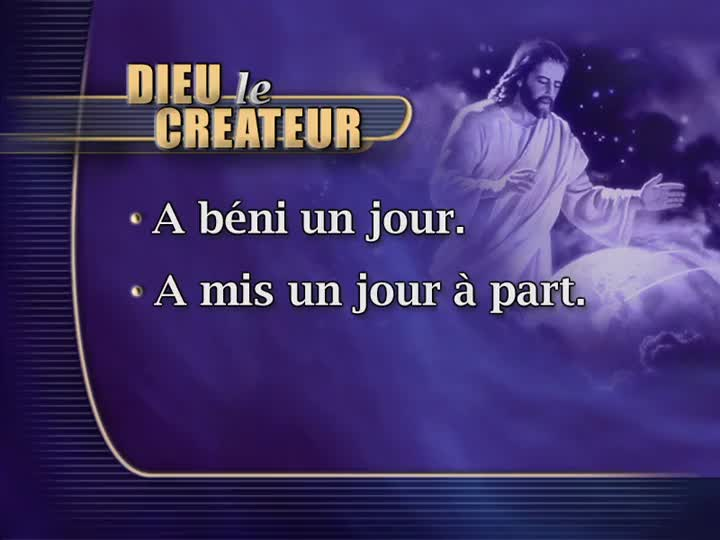 DIEU le
CREATEUR
• A béni un jour.
• A mis un jour à part.